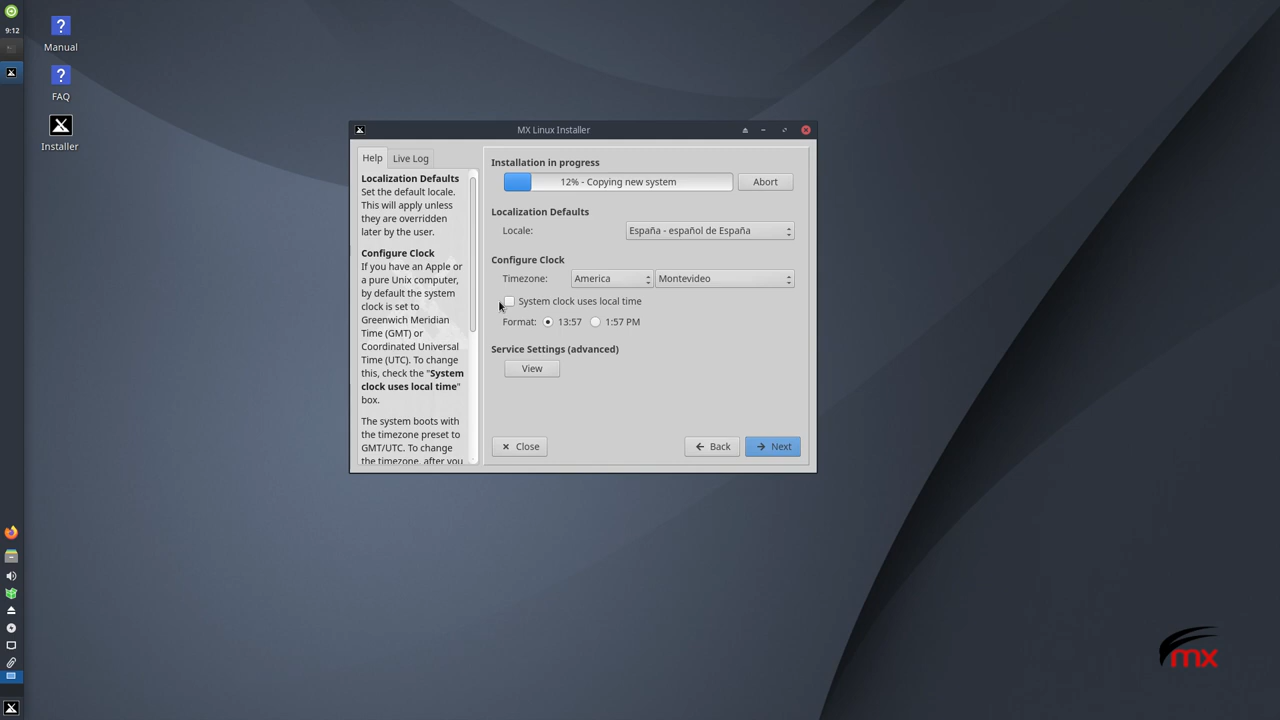 9:12
Manual
FAQ
Installer
MX Linux Installer
Help
Live Log
Localization Defaults
Set the default locale.
This will apply unless
they are overridden
later by the user.
Configure Clock
If you have an Apple or
a pure Unix computer,
by default the system
clock is set to
Greenwich Meridian
Time (GMT) or
Coordinated Universal
Time (UTC). To change
this, check the "System
clock uses local time"
box.
The system boots with
the timezone preset to
GMT/UTC. To change
the timezone, after you
Installation in progress
12% - Copying new system
Abort
Localization Defaults
Locale:
España - español de España
Configure Clock
Timezone:
America
Montevideo
System clock uses local time
Format:
13:57
1:57 PM
Service Settings (advanced)
View
Close
Back
Next
mx